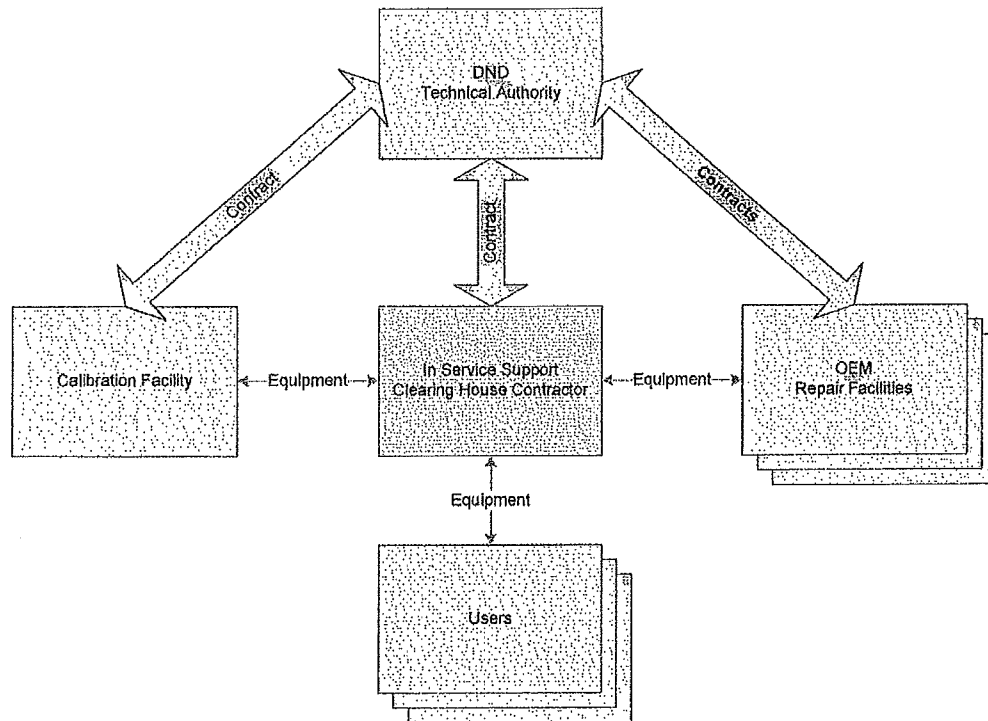 DND
Technical Authority
Contract
Contract
Contracts
Calibration Facility
Equipment
In Service Support
Clearing House Contractor
Equipment
OEM
Repair Facilities
Equipment
Users